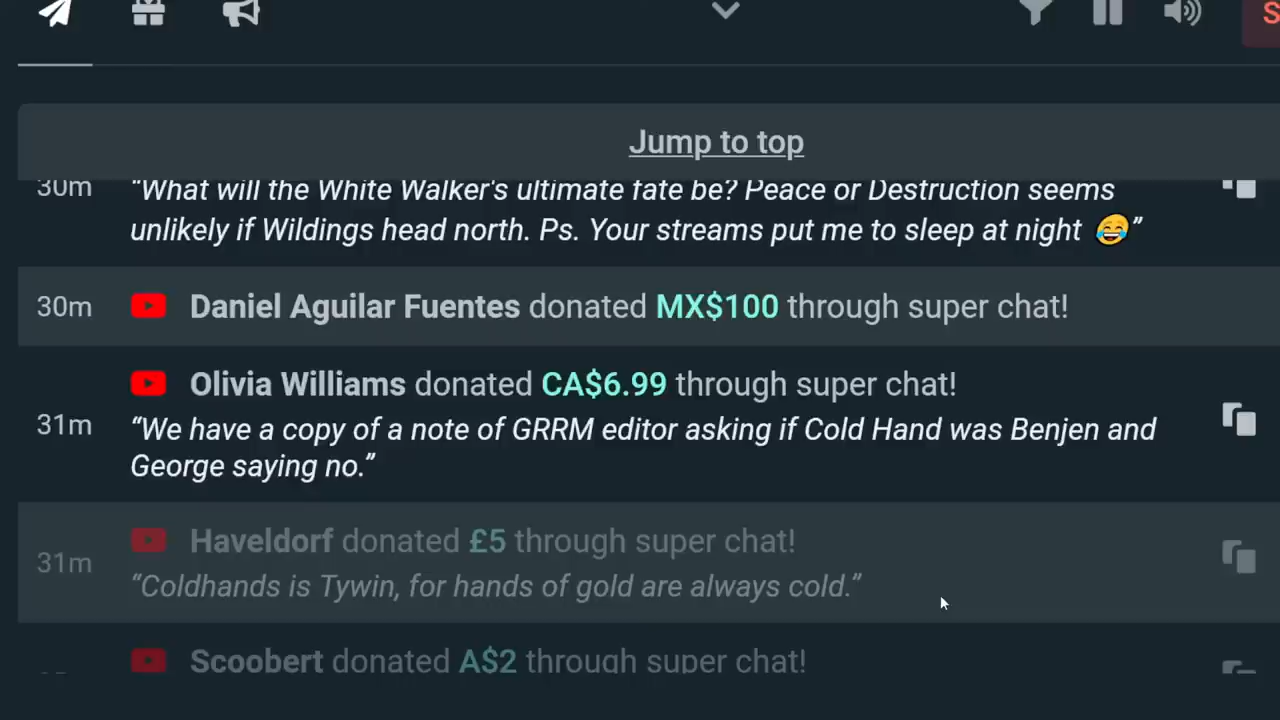 Jump to top
30m
“What will the White Walker's ultimate fate be? Peace or Destruction seems
unlikely if Wildings head north. Ps. Your streams put me to sleep at night 😂”
30m Daniel Aguilar Fuentes donated MX$100 through super chat!
Olivia Williams donated CA$6.99 through super chat!
31m
“We have a copy of a note of GRRM editor asking if Cold Hand was Benjen and
George saying no.”
Haveldorf donated £5 through super chat!
31m
“Coldhands is Tywin, for hands of gold are always cold.”
Scoobert donated A$2 through super chat!